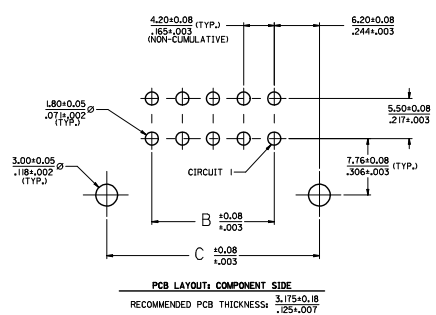 4.20±0.08 (TYP.)
.165±.003
(NON-CUMULATIVE)
6.20±0.08
.244±.003
1.80±0.05 ⌀
.071±.002
(TYP.)
5.50±0.08
.217±.003
3.00±0.05 ⌀
.118±.002
(TYP.)
CIRCUIT 1
7.76±0.08 (TYP.)
.306±.003
B ±0.08
±.003
C ±0.08
±.003
PCB LAYOUT: COMPONENT SIDE
RECOMMENDED PCB THICKNESS: 3.175±0.18
.125±.007